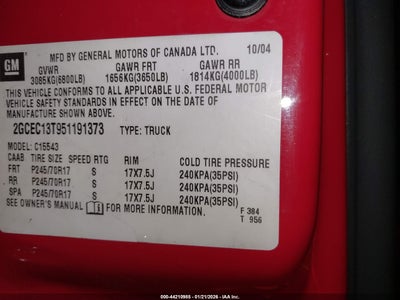 GM
MFD BY GENERAL MOTORS OF CANADA LTD. 10/04
GVWR GAWR FRT GAWR RR
3085KG(6800LB) 1656KG(3650LB) 1814KG(4000LB)
THIS VEHICLE CONFORMS TO ALL APPLICABLE U.S. FEDERAL MOTOR
VEHICLE SAFETY STANDARDS IN EFFECT ON THE DATE OF
MANUFACTURE SHOWN ABOVE.
2GCEC13T951191373 TYPE: TRUCK
MODEL: C15543
CAAB TIRE SIZE SPEED RTG RIM COLD TIRE PRESSURE
FRT P245/70R17 S 17X7.5J 240KPA(35PSI)
RR P245/70R17 S 17X7.5J 240KPA(35PSI)
SPA P245/70R17 S 17X7.5J 240KPA(35PSI)
SEE OWNER'S MANUAL FOR MORE INFORMATION.
F 384
T 956
000-44210985 - 01/21/2026 - IAA Inc.